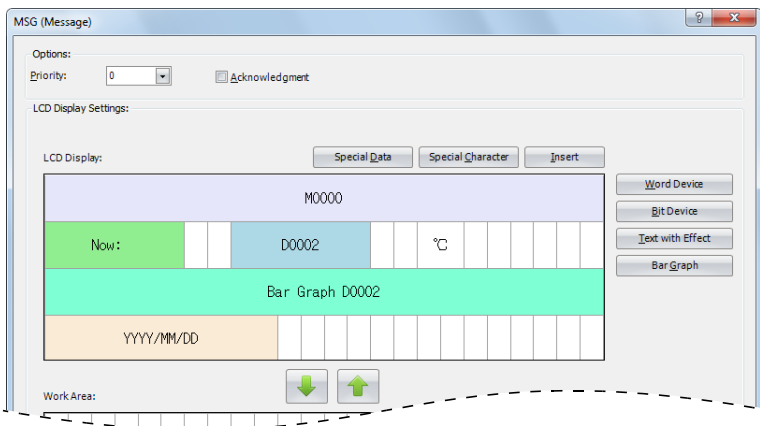 MSG (Message)
Options:
Priority: 0 Acknowledgment
LCD Display Settings:
LCD Display: Special Data Special Character Insert
M0000 Word Device
Bit Device
Now: D0002 ℃ Text with Effect
Bar Graph D0002 Bar Graph
YYYY/MM/DD
Work Area: